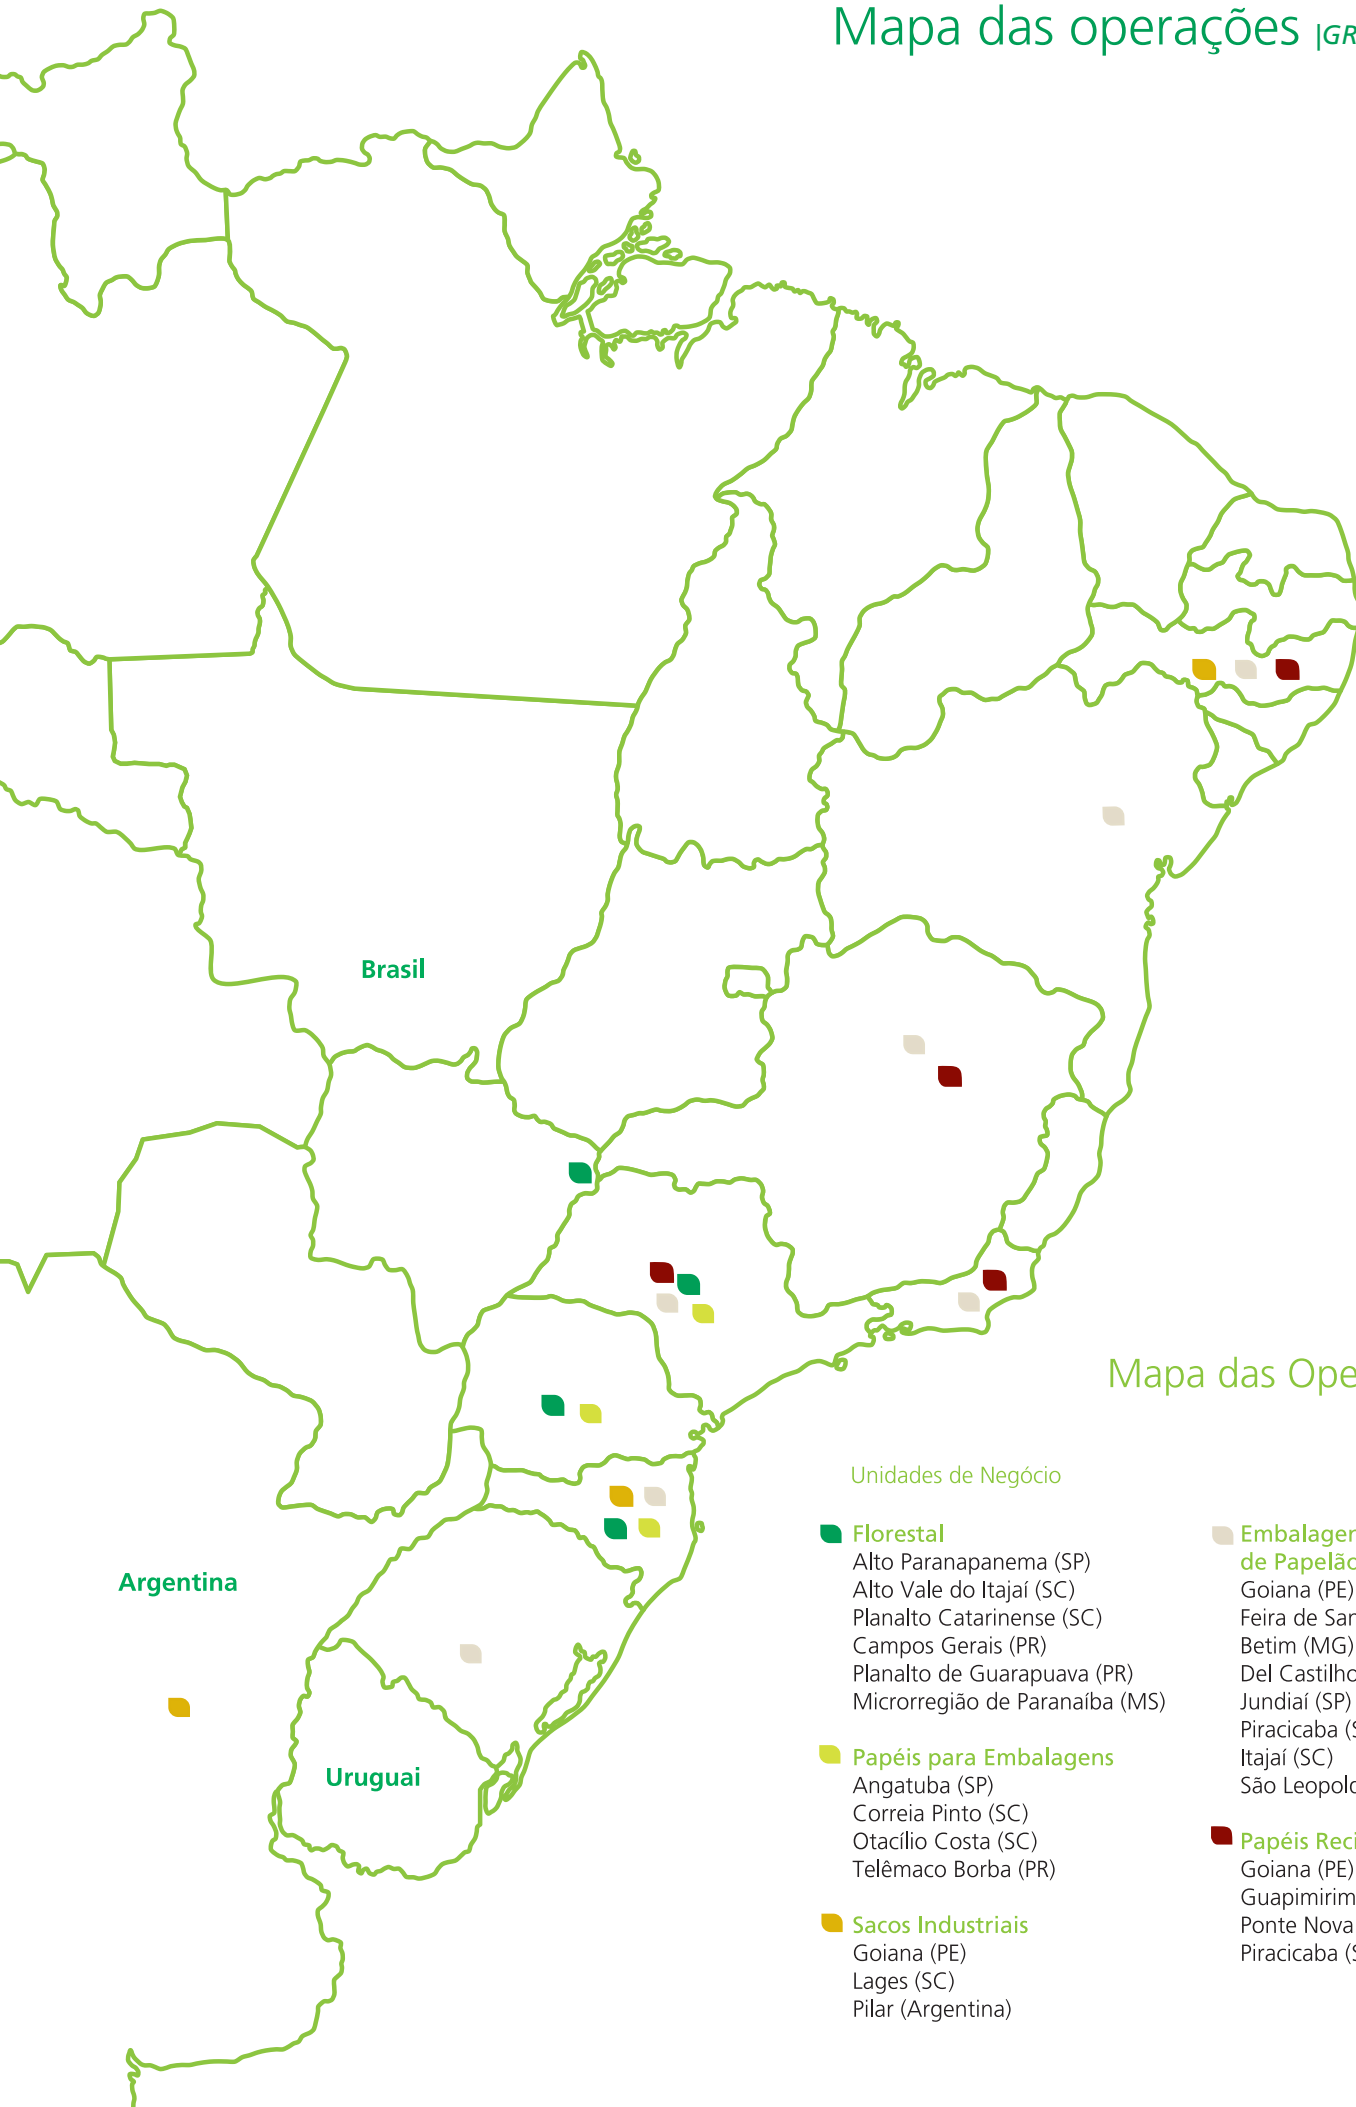 Mapa das operações |GR
Brasil
Argentina
Uruguai
Mapa das Ope
Unidades de Negócio
Florestal
Alto Paranapanema (SP)
Alto Vale do Itajaí (SC)
Planalto Catarinense (SC)
Campos Gerais (PR)
Planalto de Guarapuava (PR)
Microrregião de Paranaíba (MS)
Papéis para Embalagens
Angatuba (SP)
Correia Pinto (SC)
Otacílio Costa (SC)
Telêmaco Borba (PR)
Sacos Industriais
Goiana (PE)
Lages (SC)
Pilar (Argentina)
Embalagen
de Papelão
Goiana (PE)
Feira de San
Betim (MG)
Del Castilho
Jundiaí (SP)
Piracicaba (S
Itajaí (SC)
São Leopold
Papéis Reci
Goiana (PE)
Guapimirim
Ponte Nova
Piracicaba (S